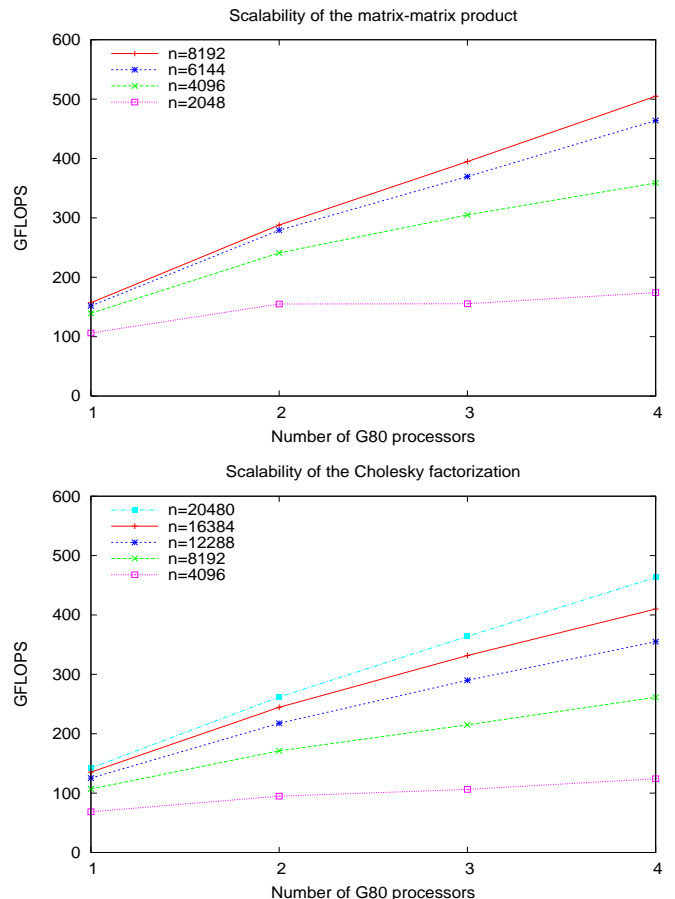 Scalability of the matrix-matrix product
600
500
400
300
200
100
0
GFLOPS
n=8192
n=6144
n=4096
n=2048
1 2 3 4
Number of G80 processors
Scalability of the Cholesky factorization
600
500
400
300
200
100
0
GFLOPS
n=20480
n=16384
n=12288
n=8192
n=4096
1 2 3 4
Number of G80 processors